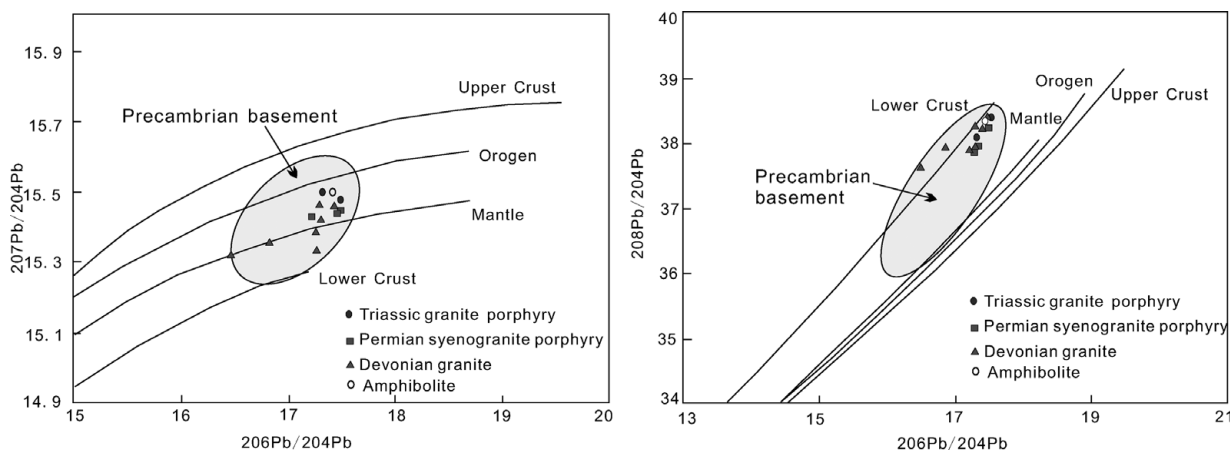 15.9
15.7
15.5
15.3
15.1
14.9
207Pb/204Pb
15
16
17
18
19
20
206Pb/204Pb
Precambrian basement
Upper Crust
Orogen
Mantle
Lower Crust
Triassic granite porphyry
Permian syenogranite porphyry
Devonian granite
Amphibolite
40
39
38
37
36
35
34
208Pb/204Pb
13
15
17
19
21
206Pb/204Pb
Orogen
Lower Crust
Upper Crust
Mantle
Precambrian
basement
Triassic granite porphyry
Permian syenogranite porphyry
Devonian granite
Amphibolite